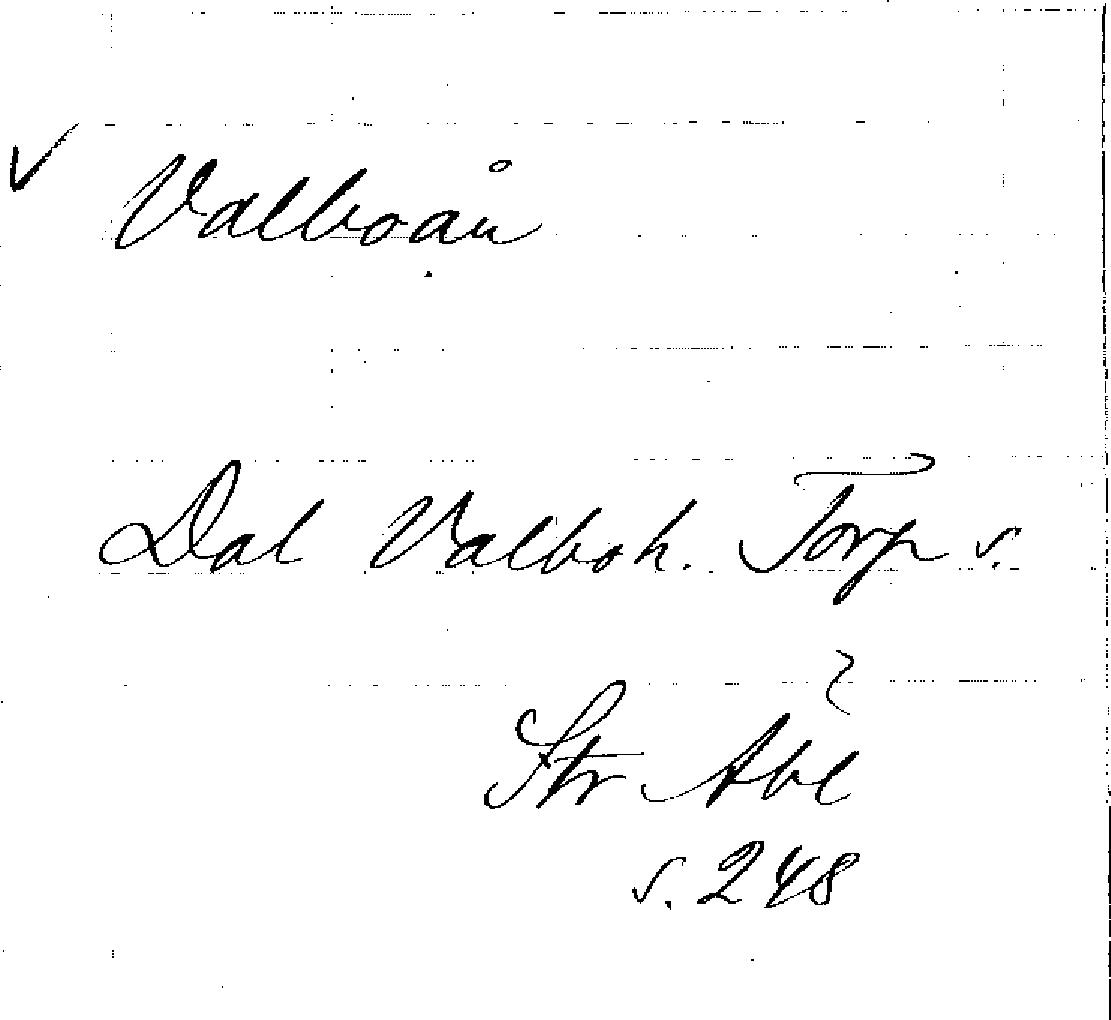 Valboån
Dal Valboh. Torp s.
Str Abl
s. 248